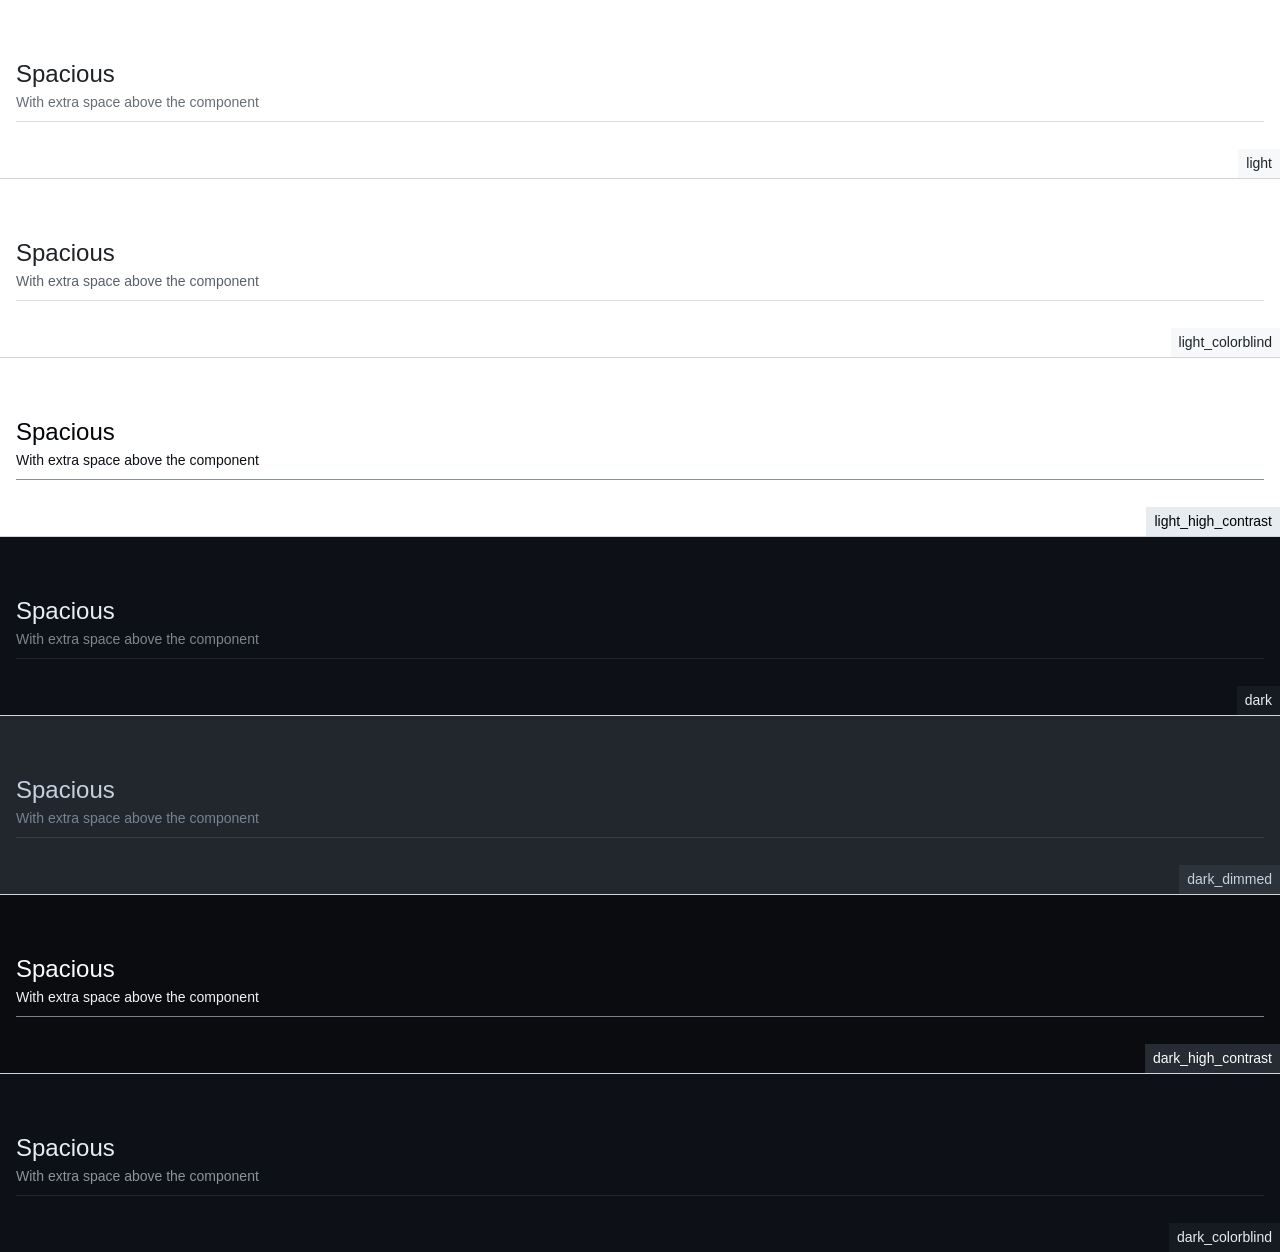 Spacious
With extra space above the component
light
Spacious
With extra space above the component
light_colorblind
Spacious
With extra space above the component
light_high_contrast
Spacious
With extra space above the component
dark
Spacious
With extra space above the component
dark_dimmed
Spacious
With extra space above the component
dark_high_contrast
Spacious
With extra space above the component
dark_colorblind